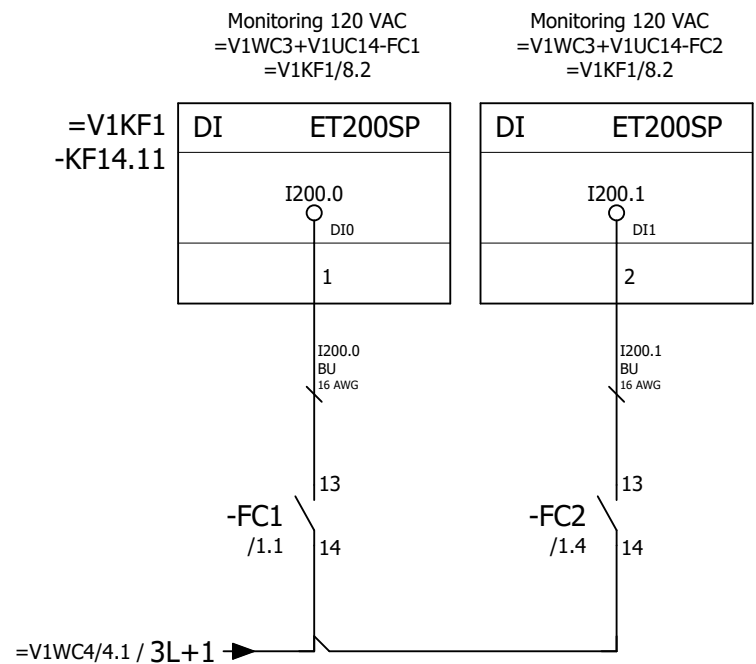 Monitoring 120 VAC
=V1WC3+V1UC14-FC1
=V1KF1/8.2
Monitoring 120 VAC
=V1WC3+V1UC14-FC2
=V1KF1/8.2
=V1KF1
-KF14.11
DI ET200SP
I200.0
DI0
1
DI ET200SP
I200.1
DI1
2
I200.0
BU
16 AWG
I200.1
BU
16 AWG
13
-FC1
/1.1
14
13
-FC2
/1.4
14
=V1WC4/4.1 / 3L+1